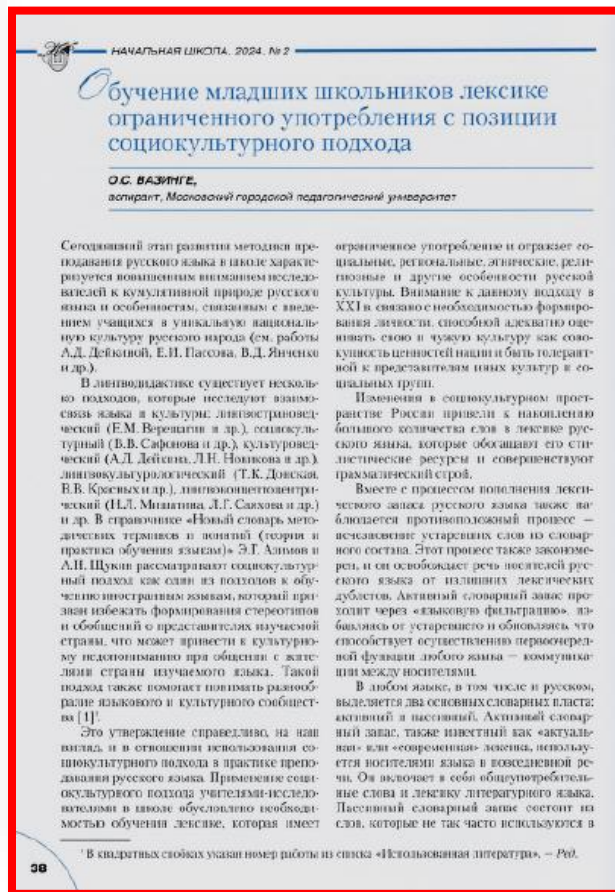 НАЧАЛЬНАЯ ШКОЛА. 2024. № 2
Обучение младших школьников лексике
ограниченного употребления с позиции
социокультурного подхода
О.С. ВАЗИНГЕ,
аспирант, Московский городской педагогический университет
Сегодняшний этап развития методики пре-
подавания русского языка в школе характе-
ризуется повышенным вниманием исследо-
вателей к кумулятивной природе русского
языка и особенностям, связанным с введе-
нием учащихся в уникальную националь-
ную культуру русского народа (см. работы
А.Д. Дейкиной, Е.И. Пассова, В.Д. Янченко
и др.).
В лингводидактике существует несколь-
ко подходов, которые исследуют взаимо-
связь языка и культуры: лингвострановед-
ческий (Е.М. Верещагин и др.), социокуль-
турный (В.В. Сафонова и др.), культуровед-
ческий (А.Д. Дейкина, Л.Н. Новикова и др.),
лингвокультурологический (Т.К. Донская,
В.В. Красных и др.), лингвоконцептоцентри-
ческий (Н.Л. Мишатина, Л.Г. Саяхова и др.)
и др. В справочнике «Новый словарь мето-
дических терминов и понятий (теория и
практика обучения языкам)» Э.Г. Азимов и
А.Н. Щукин рассматривают социокультур-
ный подход как один из подходов к обу-
чению иностранным языкам, который при-
зван избежать формирования стереотипов
и обобщений о представителях изучаемой
страны, что может привести к культурно-
му недопониманию при общении с жите-
лями страны изучаемого языка. Такой
подход также помогает понимать разнооб-
разие языкового и культурного сообщест-
ва [1]¹.
Это утверждение справедливо, на наш
взгляд, и в отношении использования со-
циокультурного подхода в практике препо-
давания русского языка. Применение соци-
окультурного подхода учителями-исследо-
вателями в школе обусловлено необходи-
мостью обучения лексике, которая имеет
ограниченное употребление и отражает со-
циальные, региональные, этнические, рели-
гиозные и другие особенности русской
культуры. Внимание к данному подходу в
XXI в. связано с необходимостью формиро-
вания личности, способной адекватно оце-
нивать свою и чужую культуру как сово-
купность ценностей нации и быть толерант-
ной к представителям иных культур и со-
циальных групп.
Изменения в социокультурном прост-
ранстве России привели к накоплению
большого количества слов в лексике рус-
ского языка, которые обогащают его сти-
листические ресурсы и совершенствуют
грамматический строй.
Вместе с процессом пополнения лекси-
ческого запаса русского языка также на-
блюдается противоположный процесс —
исчезновение устаревших слов из словар-
ного состава. Этот процесс также закономе-
рен, и он освобождает речь носителей рус-
ского языка от излишних лексических
дублетов. Активный словарный запас про-
ходит через «языковую фильтрацию», из-
бавляясь от устаревшего и обновляясь, что
способствует осуществлению первоочеред-
ной функции любого языка — коммуника-
ции между носителями.
В любом языке, в том числе и русском,
выделяется два основных словарных пласта:
активный и пассивный. Активный словар-
ный запас, также известный как «актуаль-
ная» или «современная» лексика, использу-
ется носителями языка в повседневной ре-
чи. Он включает в себя общеупотребитель-
ные слова и лексику литературного языка.
Пассивный словарный запас состоит из
слов, которые не так часто используются в
¹ В квадратных скобках указан номер работы из списка «Использованная литература». — Ред.
38